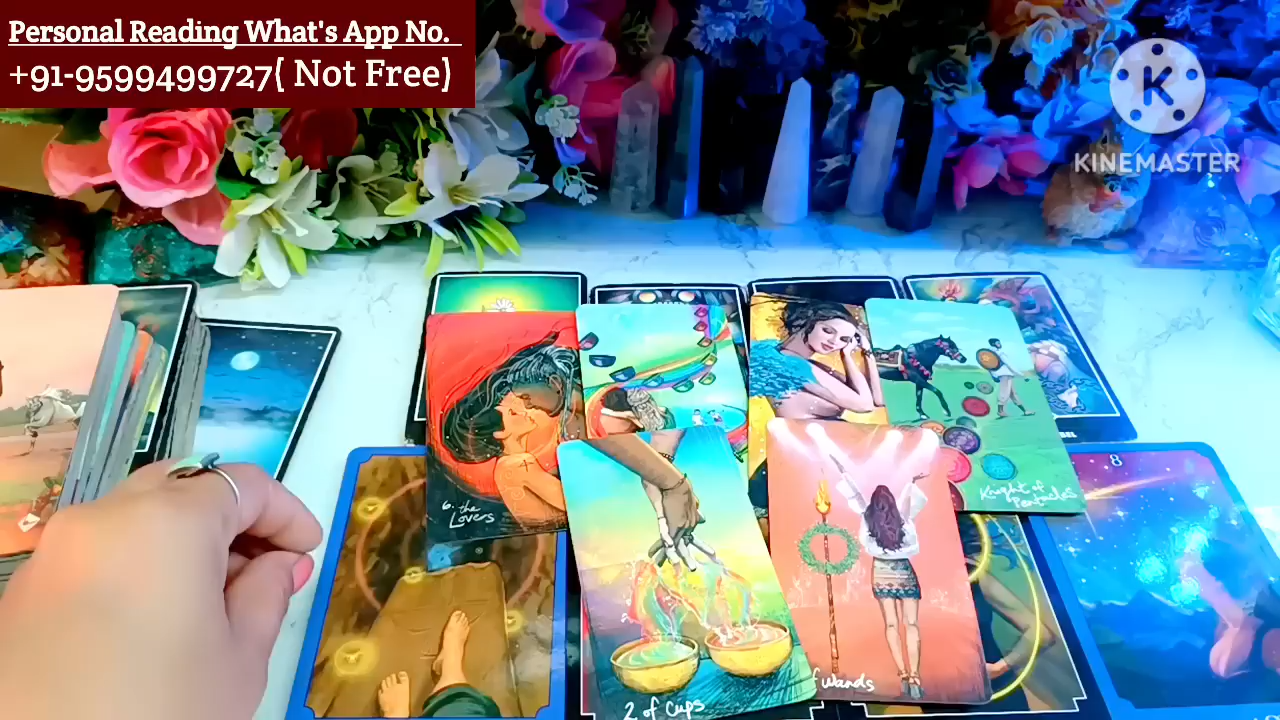 Personal Reading What's App No.
+91-9599499727( Not Free)
K
KINEMASTER
6. the
Lovers
Knight of
Pentacles
8
2 of Cups
f wands